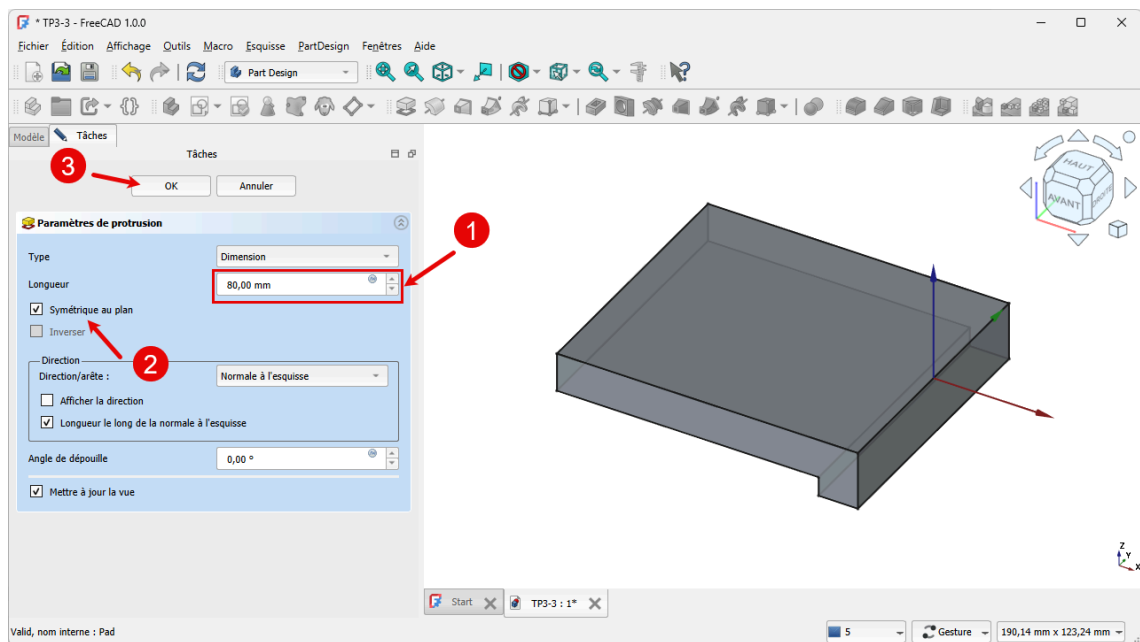 * TP3-3 - FreeCAD 1.0.0
Fichier Édition Affichage Outils Macro Esquisse PartDesign Fenêtres Aide
Part Design
Modèle Tâches
Tâches
3
OK Annuler
Paramètres de protrusion
1
Type Dimension
Longueur 80,00 mm
Symétrique au plan
Inverser
2
Direction
Direction/arête : Normale à l'esquisse
Afficher la direction
Longueur le long de la normale à l'esquisse
Angle de dépouille 0,00 °
Mettre à jour la vue
HAUT
AVANT
DROITE
Z
Y
X
Start TP3-3 : 1*
Valid, nom interne : Pad 5 Gesture 190,14 mm x 123,24 mm